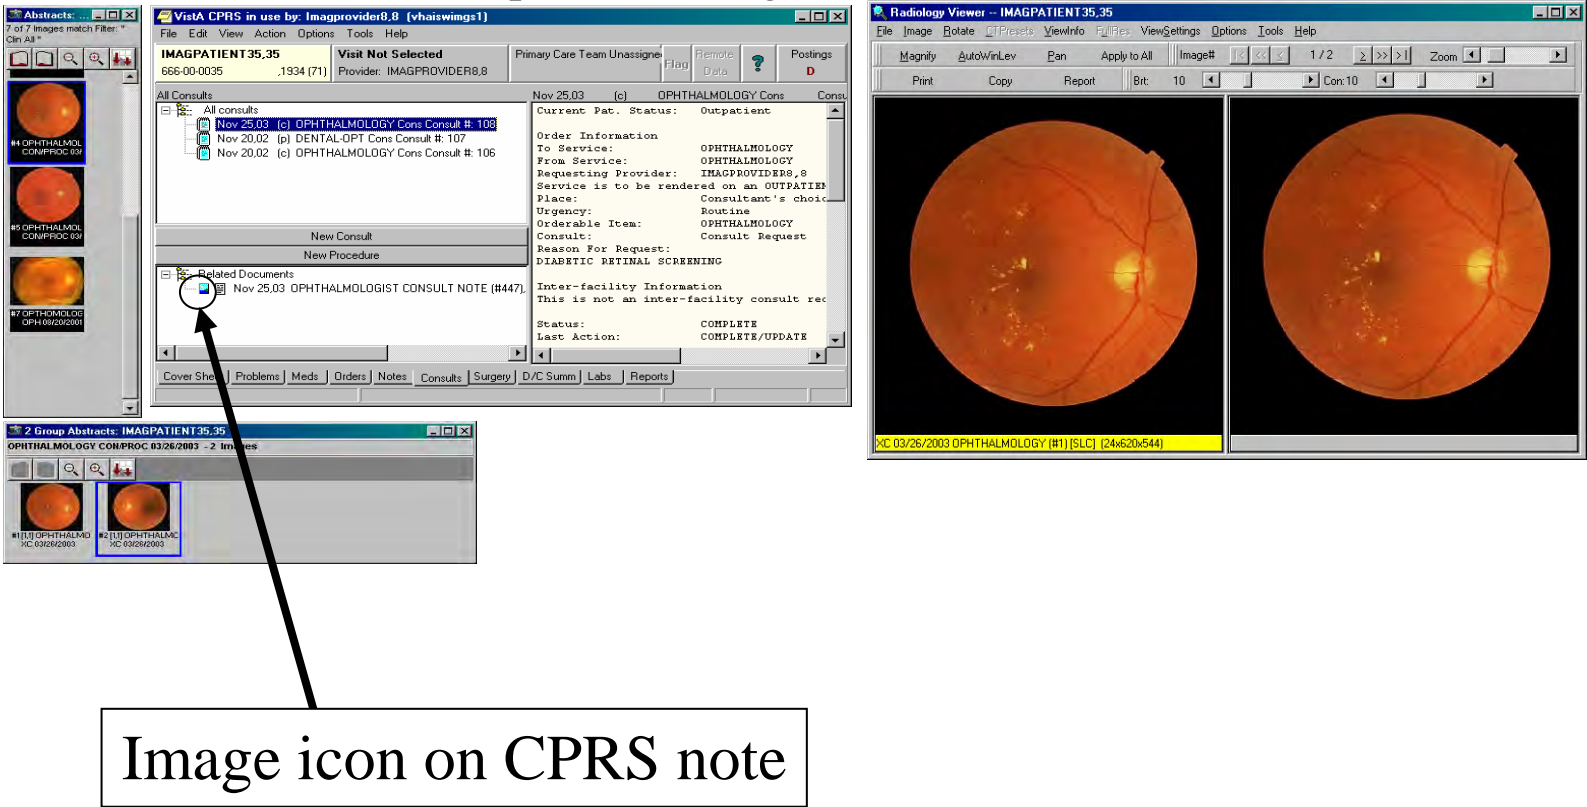 Abstracts: ...
7 of 7 Images match Filter: "
Clin All "
#4 OPHTHALMOL
CON/PROC 03/
#5 OPHTHALMOL
CON/PROC 03/
#7 OPTHOMOLOG
OPH 08/20/2001
VistA CPRS in use by: Imagprovider8,8 (vhaiswimgs1)
File Edit View Action Options Tools Help
IMAGPATIENT35,35
666-00-0035 ,1934 (71)
Visit Not Selected
Provider: IMAGPROVIDER8,8
Primary Care Team Unassigne
Flag
Remote
Data
?
Postings
D
All Consults
All consults
Nov 25,03 (c) OPHTHALMOLOGY Cons Consult #: 108
Nov 20,02 (p) DENTAL-OPT Cons Consult #: 107
Nov 20,02 (c) OPHTHALMOLOGY Cons Consult #: 106
New Consult
New Procedure
Related Documents
Nov 25,03 OPHTHALMOLOGIST CONSULT NOTE (#447),
Nov 25,03 (c) OPHTHALMOLOGY Cons Consu
Current Pat. Status: Outpatient
Order Information
To Service: OPHTHALMOLOGY
From Service: OPHTHALMOLOGY
Requesting Provider: IMAGPROVIDER8,8
Service is to be rendered on an OUTPATIEN
Place: Consultant's choic
Urgency: Routine
Orderable Item: OPHTHALMOLOGY
Consult: Consult Request
Reason For Request:
DIABETIC RETINAL SCREENING
Inter-facility Information
This is not an inter-facility consult rec
Status: COMPLETE
Last Action: COMPLETE/UPDATE
Cover Shee Problems Meds Orders Notes Consults Surgery D/C Summ Labs Reports
2 Group Abstracts: IMAGPATIENT35,35
OPHTHALMOLOGY CON/PROC 03/26/2003 - 2 Images
#1 [1,1] OPHTHALMO
XC 03/26/2003
#2 [1,1] OPHTHALMC
XC 03/26/2003
Radiology Viewer -- IMAGPATIENT35,35
File Image Rotate CTPresets ViewInfo FullRes ViewSettings Options Tools Help
Magnify AutoWinLev Pan Apply to All Image# |< << < 1 / 2 > >> >| Zoom
Print Copy Report Brt: 10 Con: 10
XC 03/26/2003 OPHTHALMOLOGY (#1) [SLC] (24x620x544)
Image icon on CPRS note